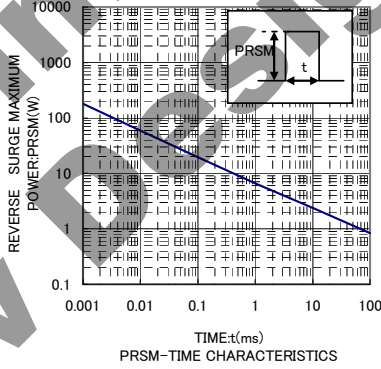 10000
1000
100
10
1
0.1
REVERSE SURGE MAXIMUM
POWER:PRSM(W)
PRSM
t
0.001 0.01 0.1 1 10 100
TIME:t(ms)
PRSM-TIME CHARACTERISTICS